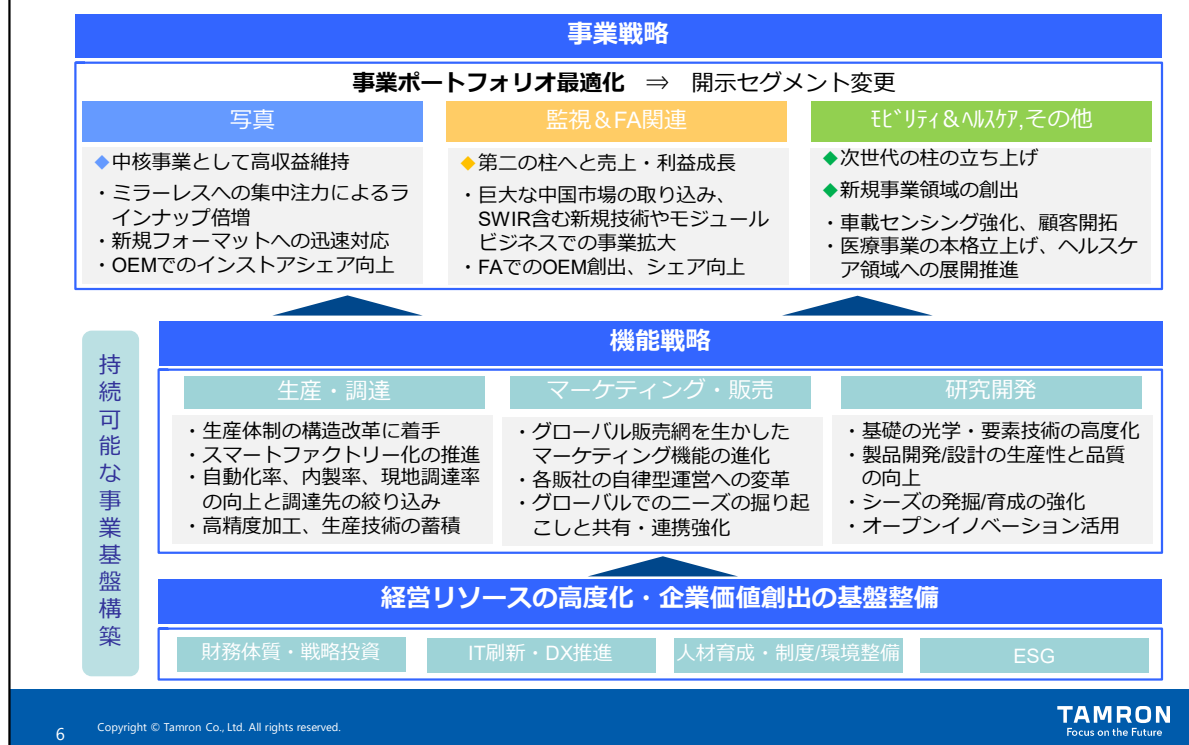 事業戦略
事業ポートフォリオ最適化 ⇒ 開示セグメント変更
写真
◆中核事業として高収益維持
・ミラーレスへの集中注力によるラ
インナップ倍増
・新規フォーマットへの迅速対応
・OEMでのインストアシェア向上
監視＆FA関連
◆第二の柱へと売上・利益成長
・巨大な中国市場の取り込み、
SWIR含む新規技術やモジュール
ビジネスでの事業拡大
・FAでのOEM創出、シェア向上
ﾓﾋﾞﾘﾃｨ＆ﾍﾙｽｹｱ,その他
◆次世代の柱の立ち上げ
◆新規事業領域の創出
・車載センシング強化、顧客開拓
・医療事業の本格立上げ、ヘルスケ
ア領域への展開推進
持続可能な事業基盤構築
機能戦略
生産・調達
・生産体制の構造改革に着手
・スマートファクトリー化の推進
・自動化率、内製率、現地調達率
の向上と調達先の絞り込み
・高精度加工、生産技術の蓄積
マーケティング・販売
・グローバル販売網を生かした
マーケティング機能の進化
・各販社の自律型運営への変革
・グローバルでのニーズの掘り起
こしと共有・連携強化
研究開発
・基礎の光学・要素技術の高度化
・製品開発/設計の生産性と品質
の向上
・シーズの発掘/育成の強化
・オープンイノベーション活用
経営リソースの高度化・企業価値創出の基盤整備
財務体質・戦略投資
IT刷新・DX推進
人材育成・制度/環境整備
ESG
6
Copyright © Tamron Co., Ltd. All rights reserved.
TAMRON
Focus on the Future